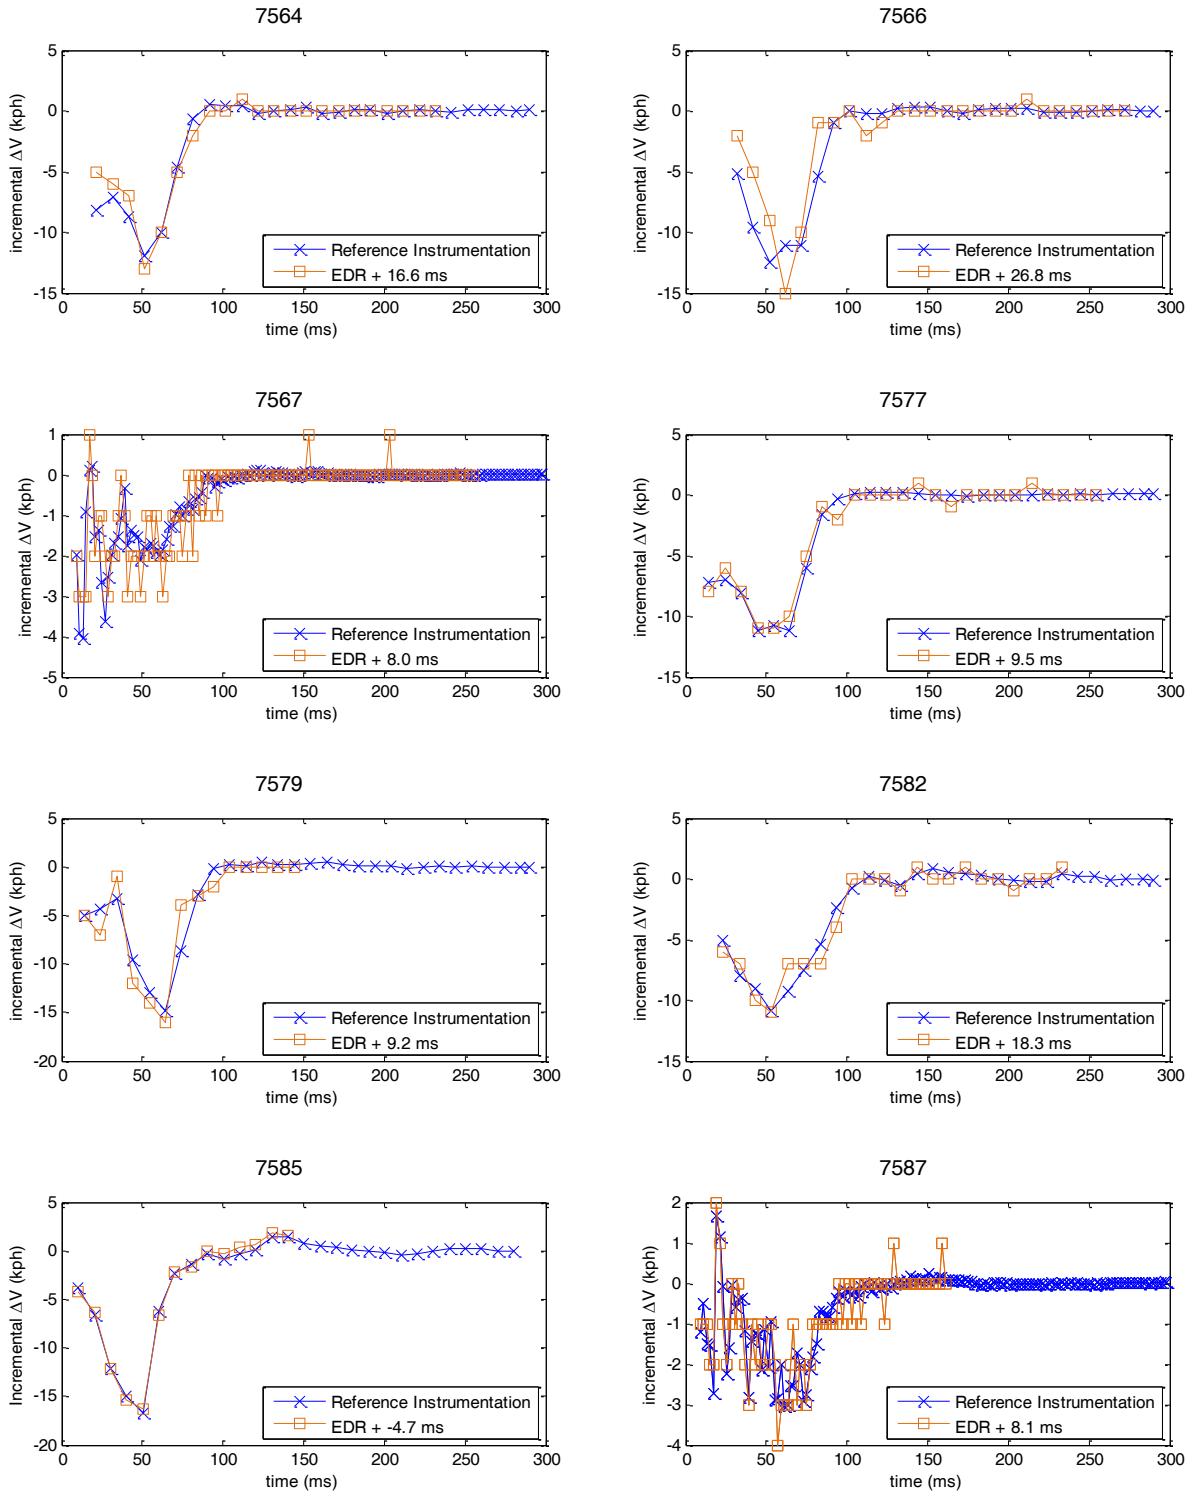 7564
5
0
-5
-10
-15
incremental ΔV (kph)
Reference Instrumentation
EDR + 16.6 ms
0 50 100 150 200 250 300
time (ms)
7566
5
0
-5
-10
-15
incremental ΔV (kph)
Reference Instrumentation
EDR + 26.8 ms
0 50 100 150 200 250 300
time (ms)
7567
1
0
-1
-2
-3
-4
-5
incremental ΔV (kph)
Reference Instrumentation
EDR + 8.0 ms
0 50 100 150 200 250 300
time (ms)
7577
5
0
-5
-10
-15
incremental ΔV (kph)
Reference Instrumentation
EDR + 9.5 ms
0 50 100 150 200 250 300
time (ms)
7579
5
0
-5
-10
-15
-20
incremental ΔV (kph)
Reference Instrumentation
EDR + 9.2 ms
0 50 100 150 200 250 300
time (ms)
7582
5
0
-5
-10
-15
incremental ΔV (kph)
Reference Instrumentation
EDR + 18.3 ms
0 50 100 150 200 250 300
time (ms)
7585
5
0
-5
-10
-15
-20
Incremental ΔV (kph)
Reference Instrumentation
EDR + -4.7 ms
0 50 100 150 200 250 300
time (ms)
7587
2
1
0
-1
-2
-3
-4
incremental ΔV (kph)
Reference Instrumentation
EDR + 8.1 ms
0 50 100 150 200 250 300
time (ms)